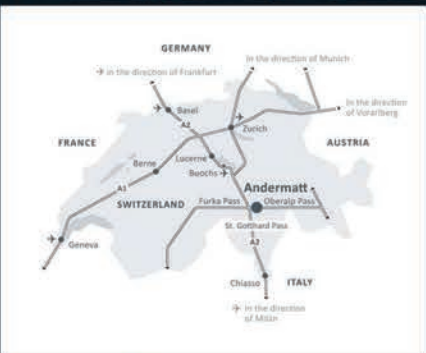 GERMANY
in the direction of Frankfurt
In the direction of Munich
Basel
A2
In the direction
of Vorarlberg
Zurich
FRANCE
AUSTRIA
Lucerne
Berne
Buochs
Andermatt
A1
SWITZERLAND
Furka Pass
Oberalp Pass
St. Gotthard Pass
A2
Geneva
Chiasso
ITALY
In the direction
of Milan